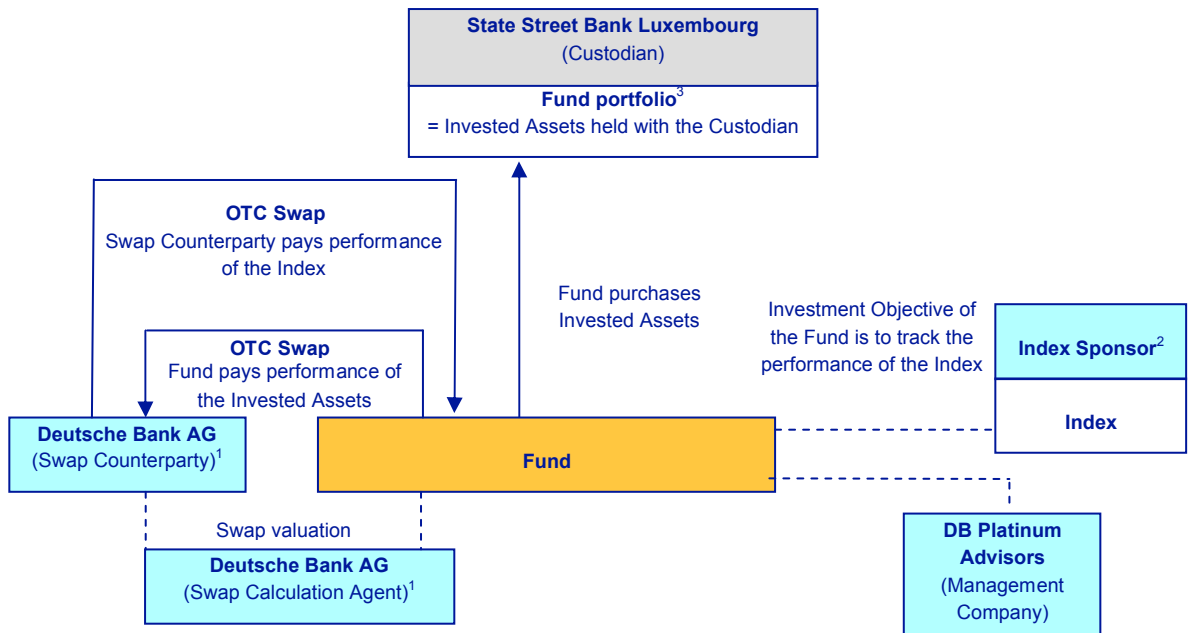 State Street Bank Luxembourg
(Custodian)
Fund portfolio3
= Invested Assets held with the Custodian
OTC Swap
Swap Counterparty pays performance
of the Index
OTC Swap
Fund pays performance of
the Invested Assets
Fund purchases
Invested Assets
Investment Objective of
the Fund is to track the
performance of the Index
Index Sponsor2
Index
Deutsche Bank AG
(Swap Counterparty)1
Fund
Swap valuation
Deutsche Bank AG
(Swap Calculation Agent)1
DB Platinum
Advisors
(Management
Company)